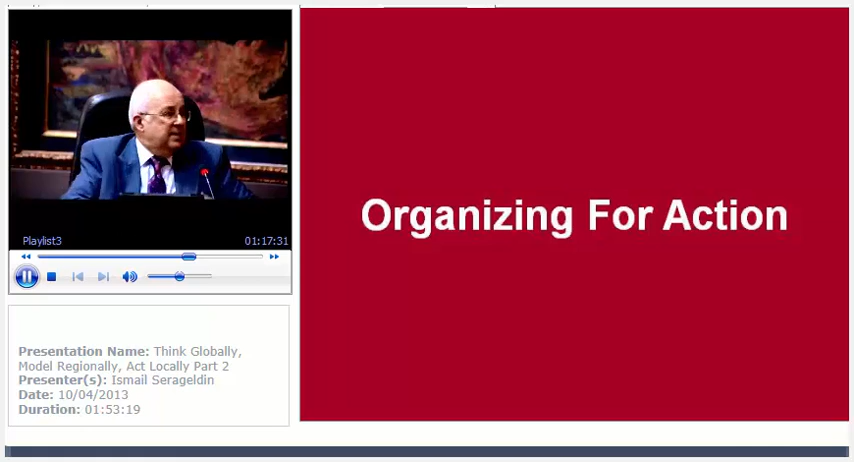 Playlist3 01:17:31
Organizing For Action
Presentation Name: Think Globally,
Model Regionally, Act Locally Part 2
Presenter(s): Ismail Serageldin
Date: 10/04/2013
Duration: 01:53:19